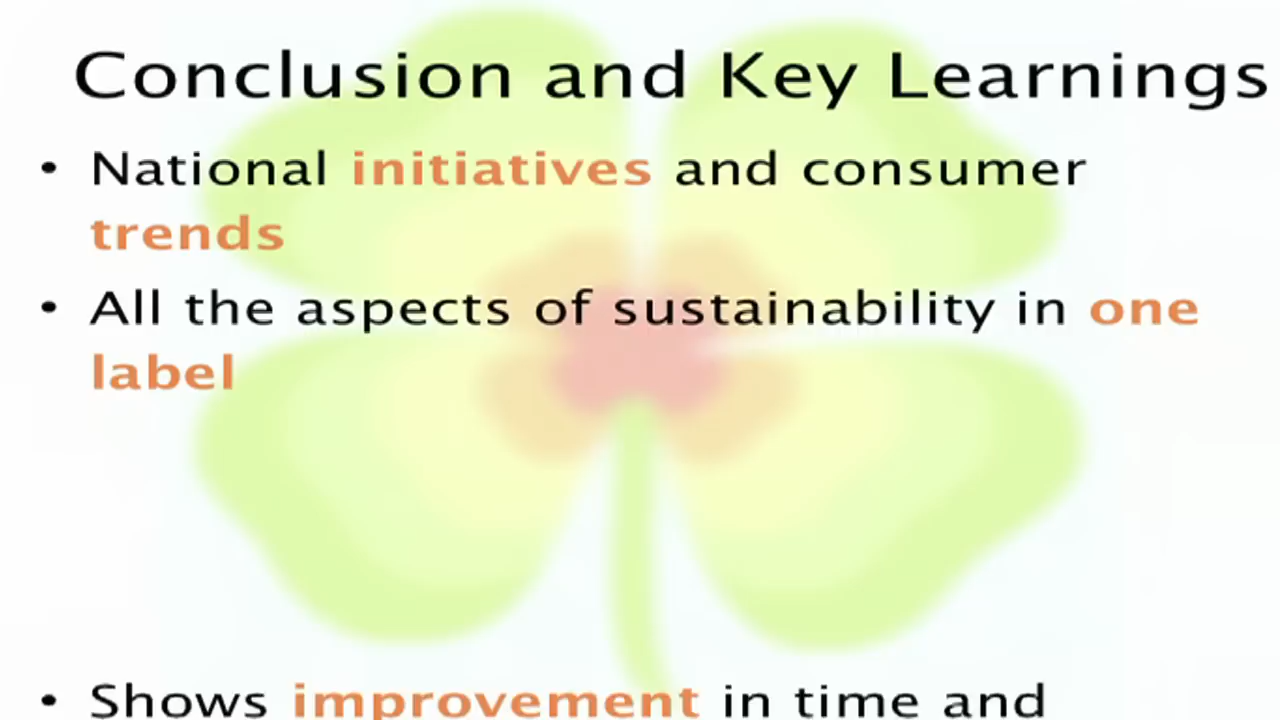 Conclusion and Key Learnings
• National initiatives and consumer
trends
• All the aspects of sustainability in one
label
• Shows improvement in time and